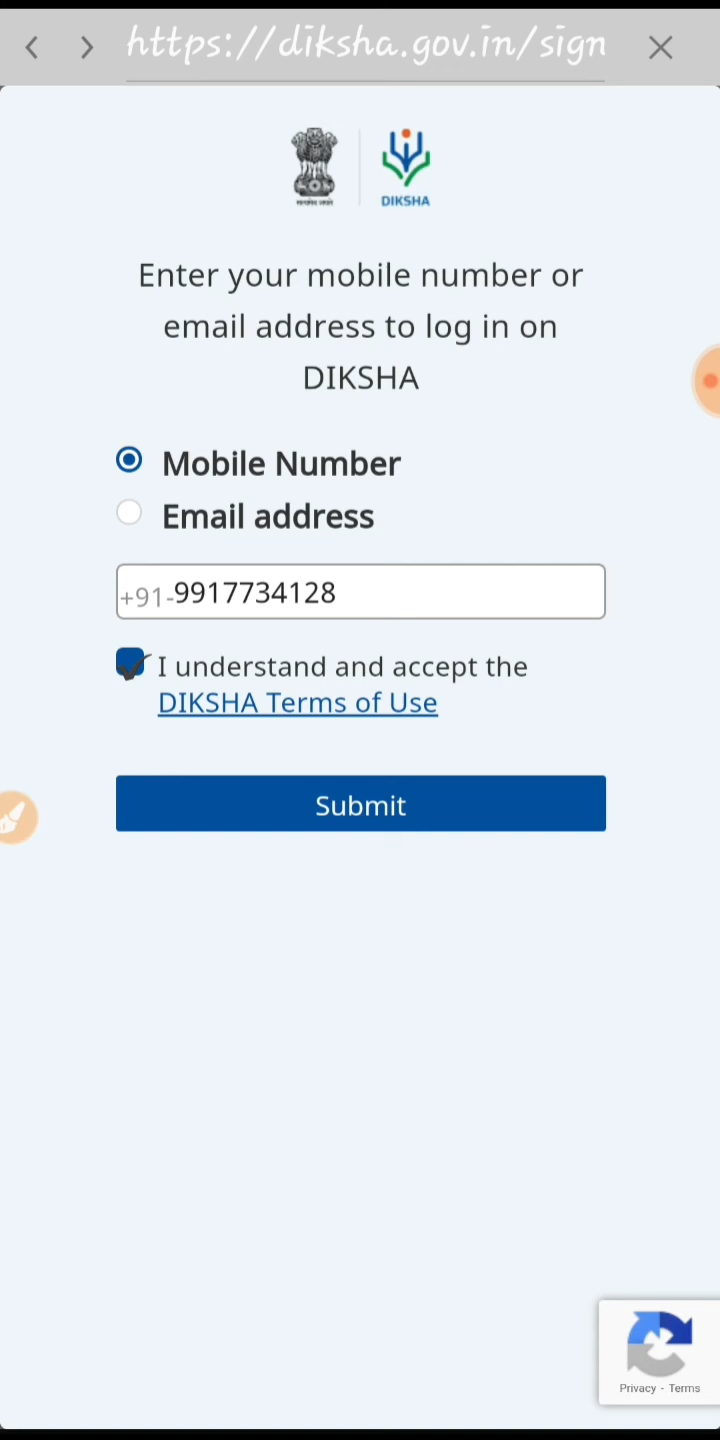 https://diksha.gov.in/sign
DIKSHA
Enter your mobile number or
email address to log in on
DIKSHA
Mobile Number
Email address
+91-9917734128
I understand and accept the
DIKSHA Terms of Use
Submit
Privacy - Terms